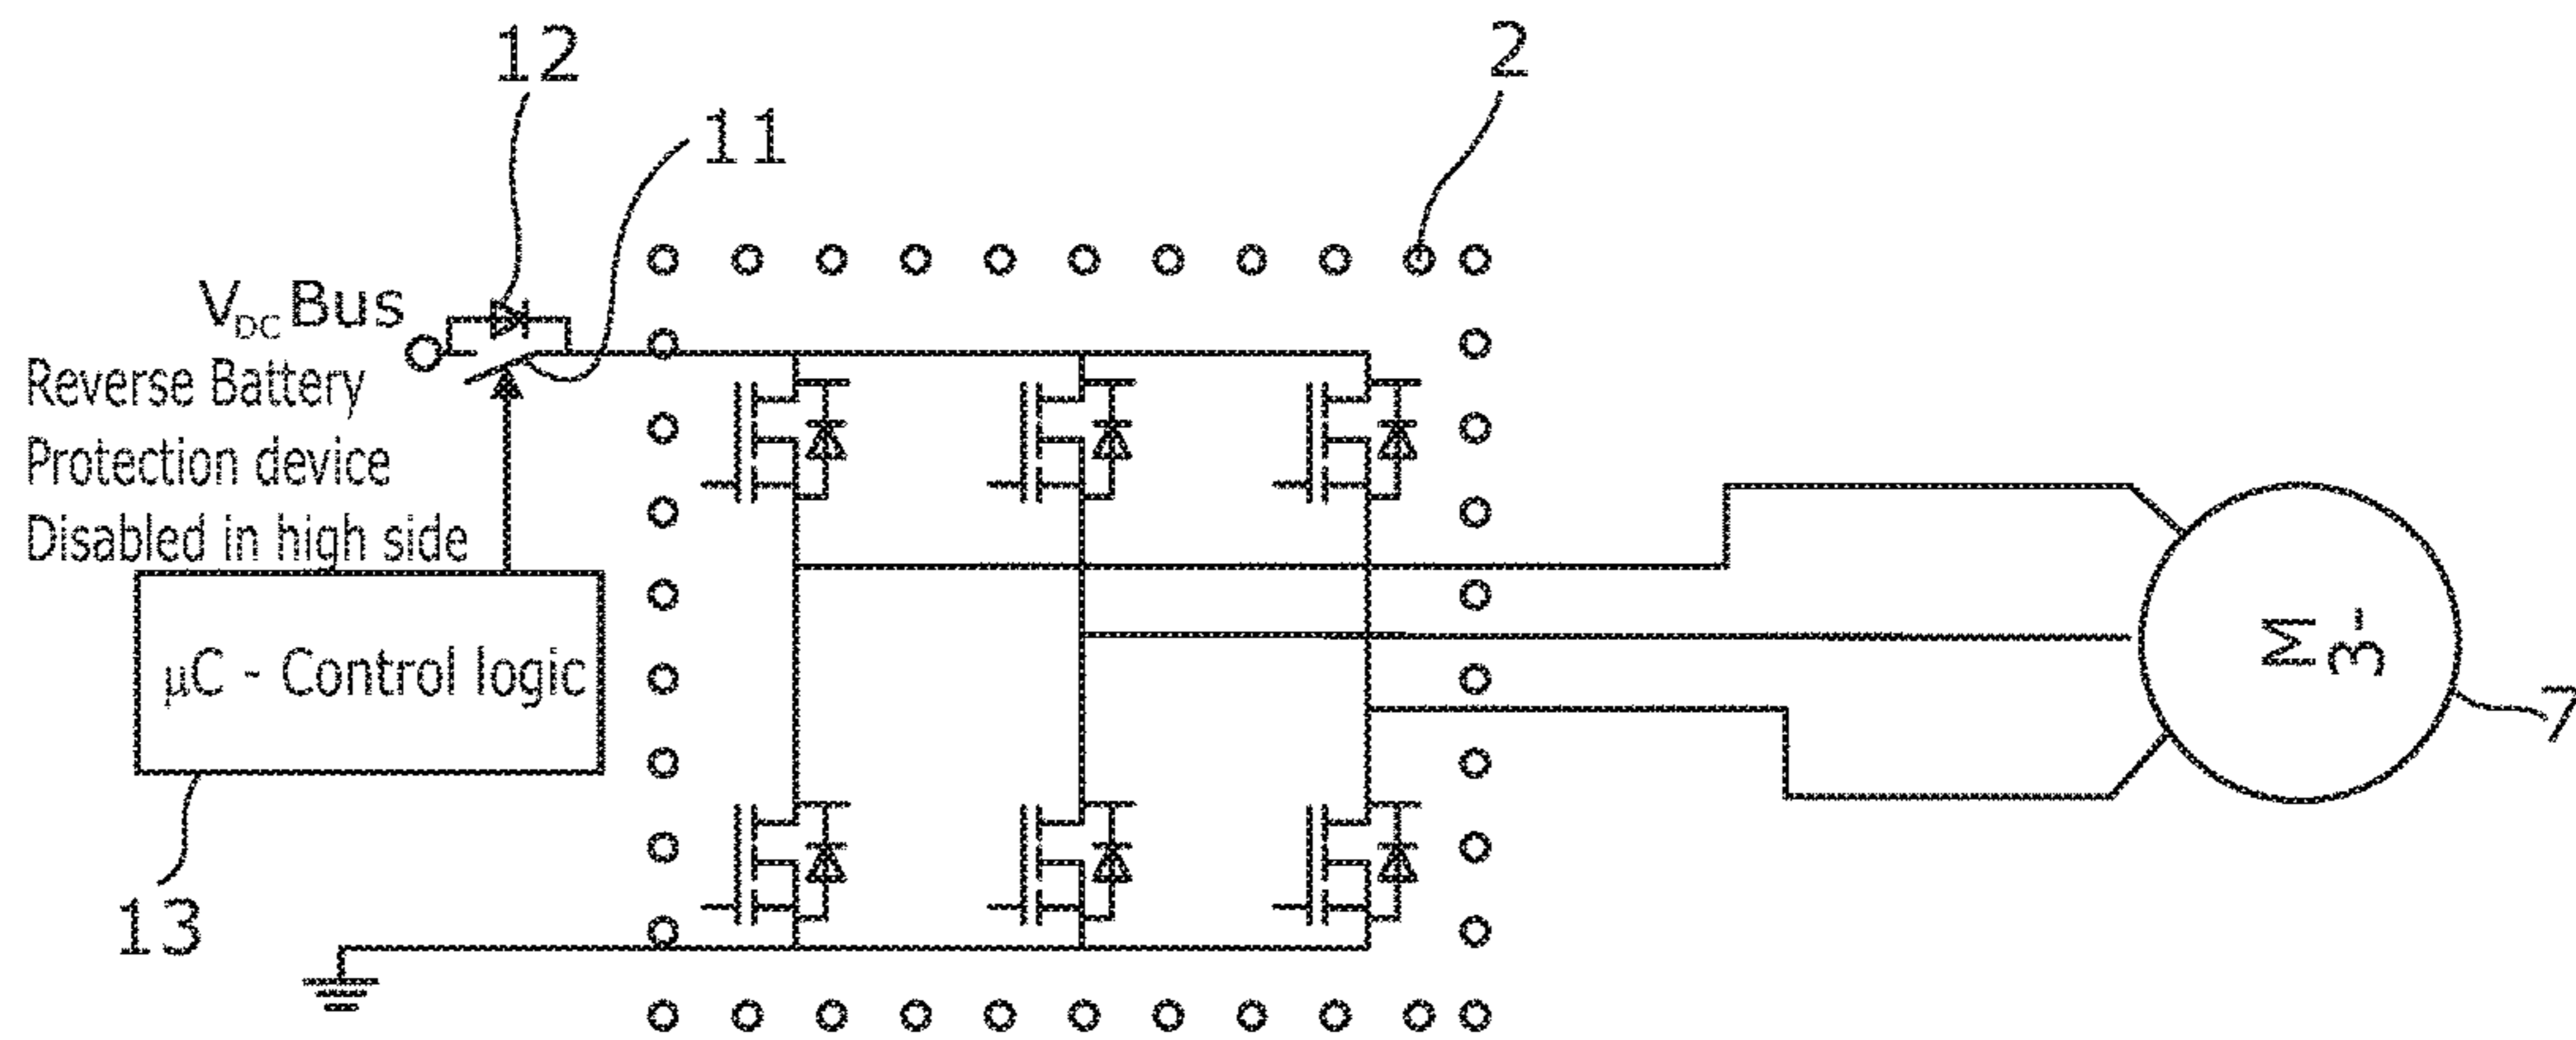 12
2
11
V_DC Bus
Reverse Battery
Protection device
Disabled in high side
μC - Control logic
M
3-
7
13